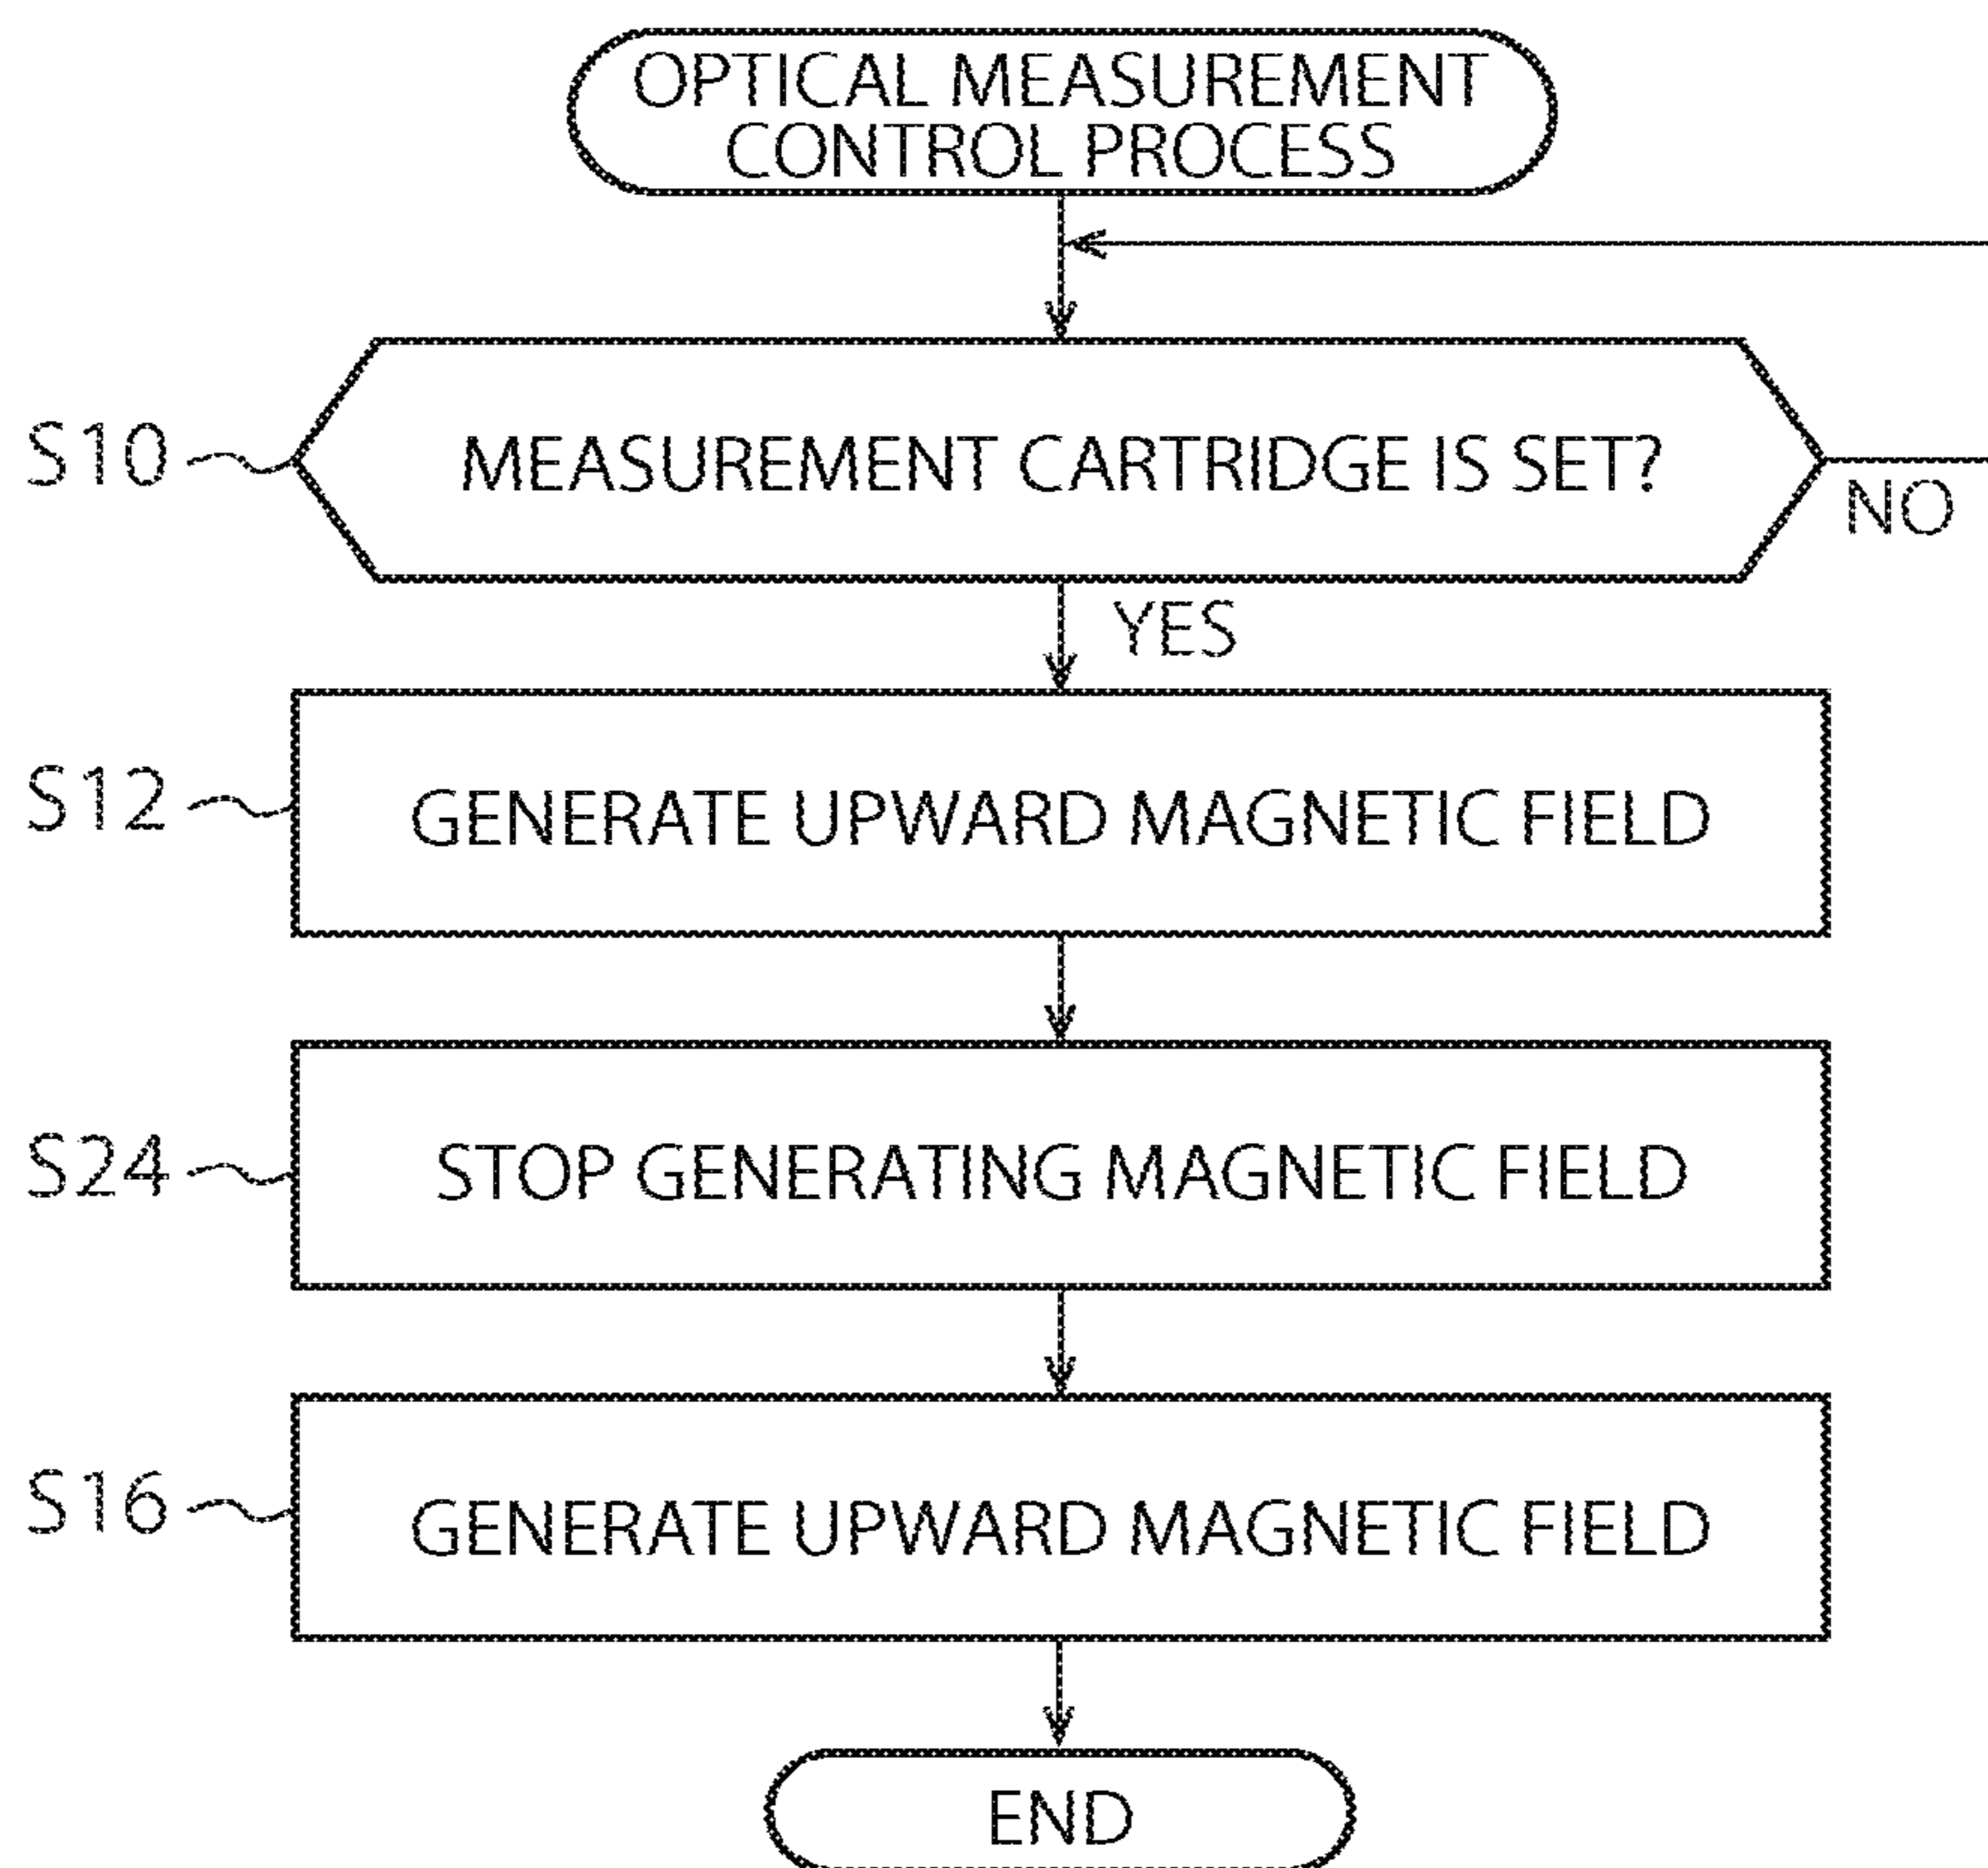 OPTICAL MEASUREMENT
CONTROL PROCESS
S10
MEASUREMENT CARTRIDGE IS SET?
NO
YES
S12
GENERATE UPWARD MAGNETIC FIELD
S24
STOP GENERATING MAGNETIC FIELD
S16
GENERATE UPWARD MAGNETIC FIELD
END